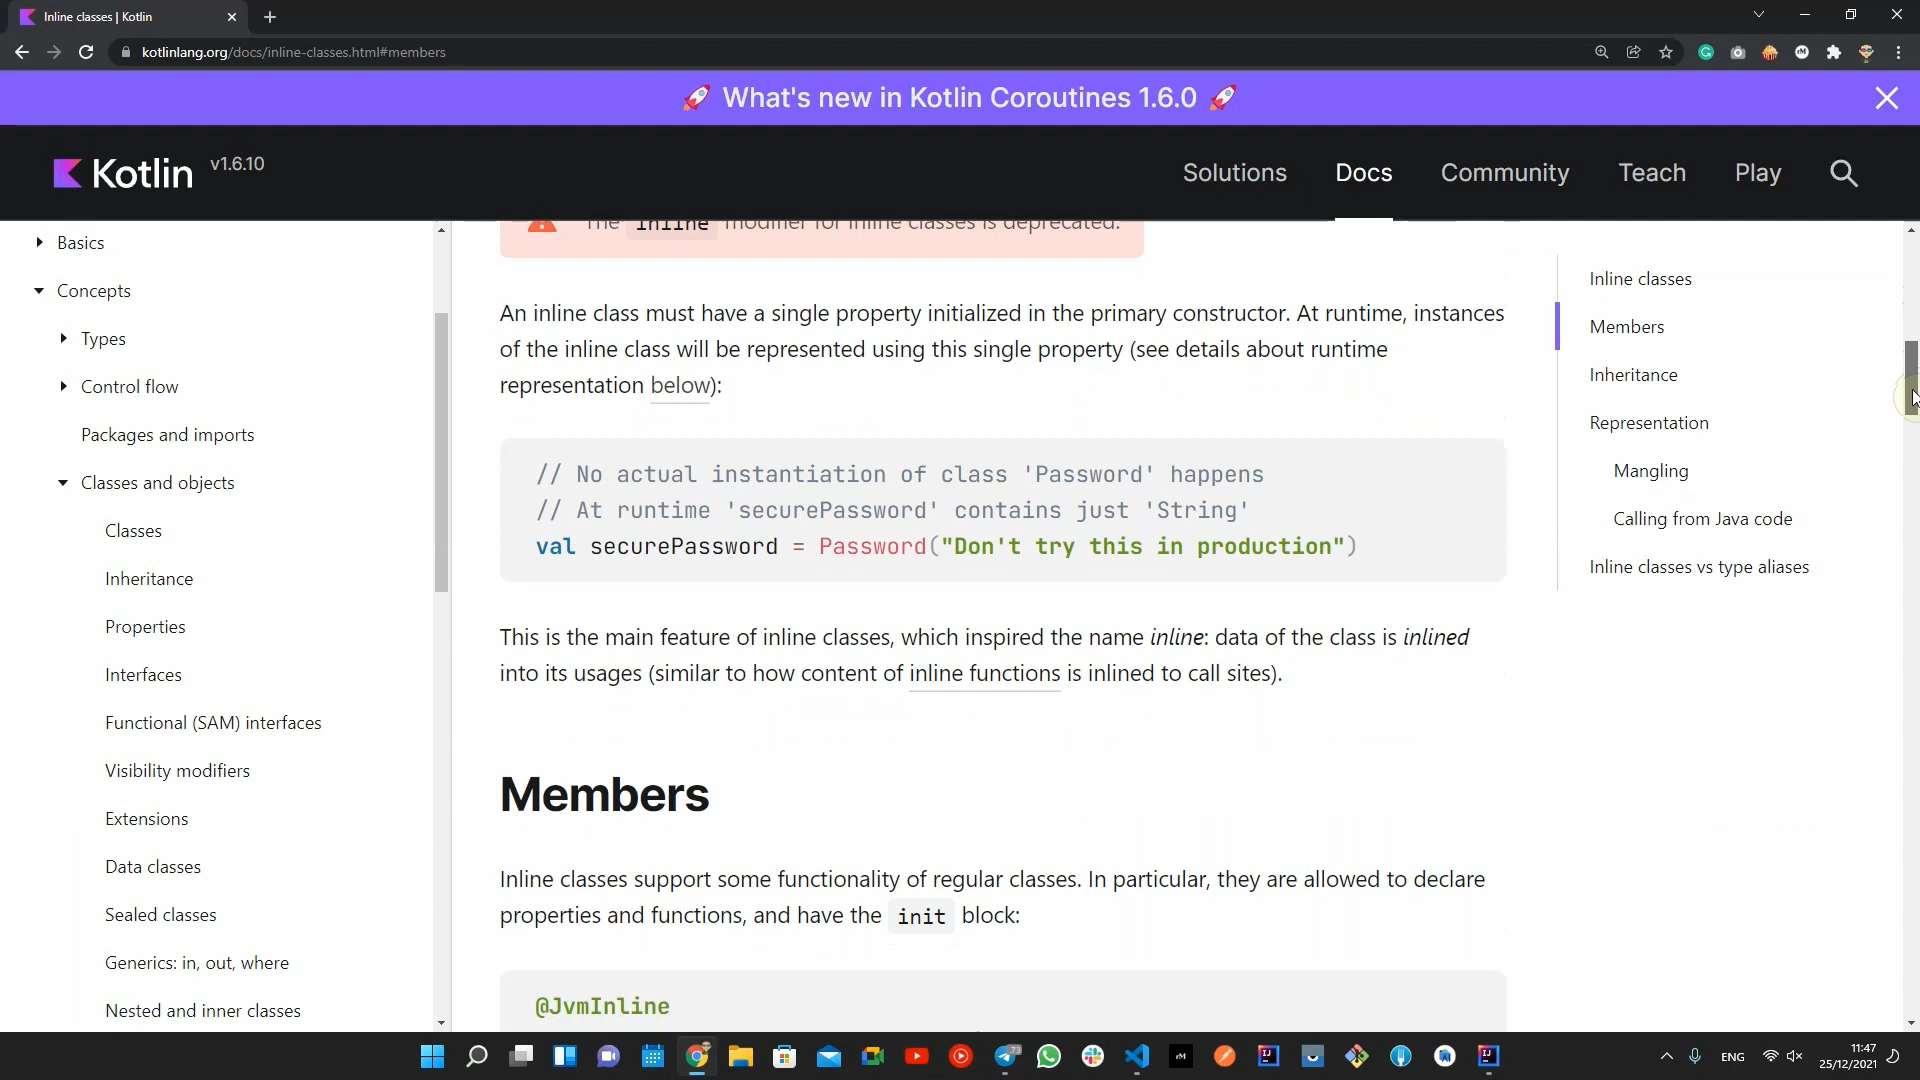 Inline classes | Kotlin
kotlinlang.org/docs/inline-classes.html#members
🚀 What's new in Kotlin Coroutines 1.6.0 🚀
Kotlin v1.6.10
Solutions
Docs
Community
Teach
Play
Basics
Concepts
Types
Control flow
Packages and imports
Classes and objects
Classes
Inheritance
Properties
Interfaces
Functional (SAM) interfaces
Visibility modifiers
Extensions
Data classes
Sealed classes
Generics: in, out, where
Nested and inner classes
The inline modifier for inline classes is deprecated.
An inline class must have a single property initialized in the primary constructor. At runtime, instances
of the inline class will be represented using this single property (see details about runtime
representation below):
// No actual instantiation of class 'Password' happens
// At runtime 'securePassword' contains just 'String'
val securePassword = Password("Don't try this in production")
This is the main feature of inline classes, which inspired the name inline: data of the class is inlined
into its usages (similar to how content of inline functions is inlined to call sites).
Members
Inline classes support some functionality of regular classes. In particular, they are allowed to declare
properties and functions, and have the init block:
@JvmInline
Inline classes
Members
Inheritance
Representation
Mangling
Calling from Java code
Inline classes vs type aliases
ENG
11:47
25/12/2021